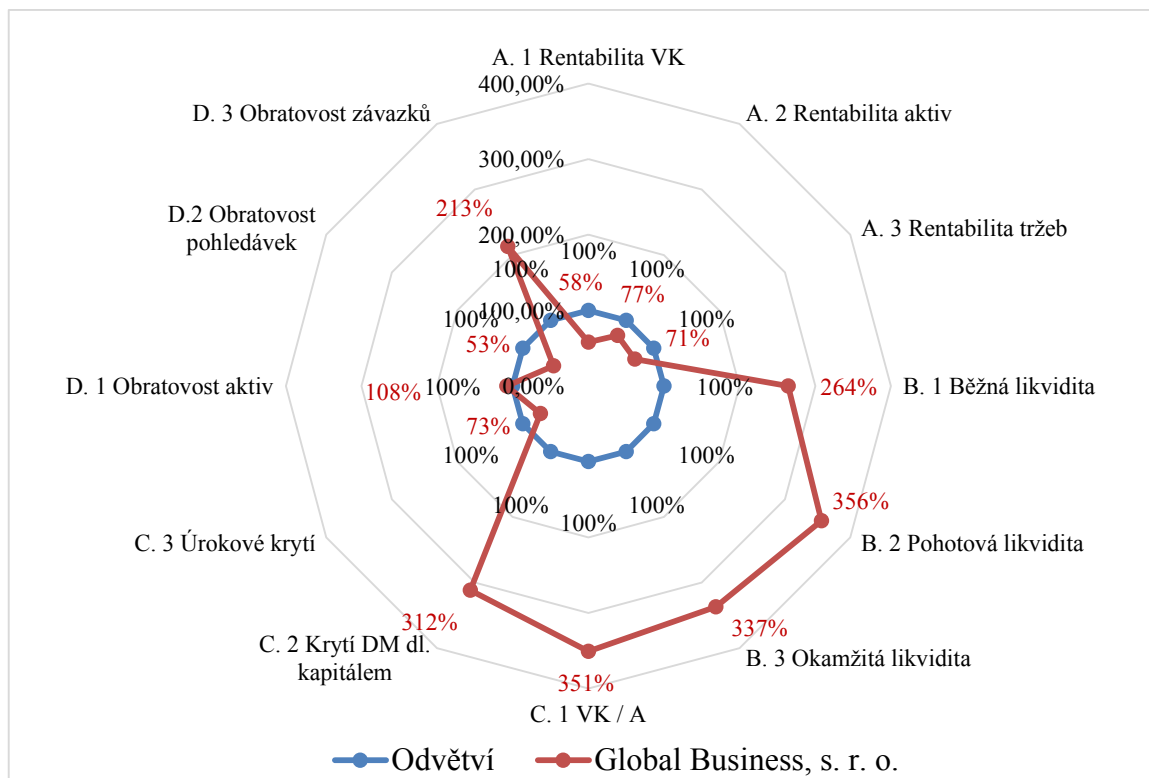 A. 1 Rentabilita VK
400,00%
D. 3 Obratovost závazků
A. 2 Rentabilita aktiv
300,00%
D.2 Obratovost
pohledávek
213%
A. 3 Rentabilita tržeb
200,00%
100%
100%
100%
58%
77%
100,00%
100%
100%
53%
71%
D. 1 Obratovost aktiv
108%
100%
0,00%
100%
264%
B. 1 Běžná likvidita
73%
100%
100%
356%
B. 2 Pohotová likvidita
100%
100%
100%
C. 3 Úrokové krytí
312%
337%
C. 2 Krytí DM dl.
kapitálem
B. 3 Okamžitá likvidita
351%
C. 1 VK / A
Odvětví
Global Business, s. r. o.